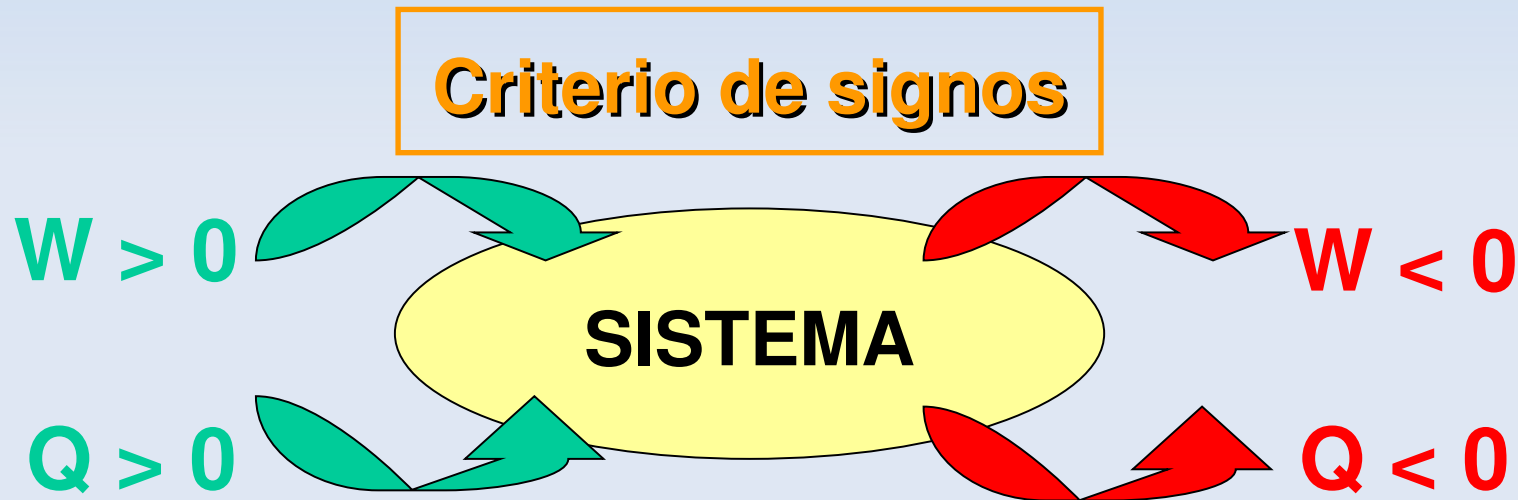 Criterio de signos
W > 0
W < 0
SISTEMA
Q > 0
Q < 0